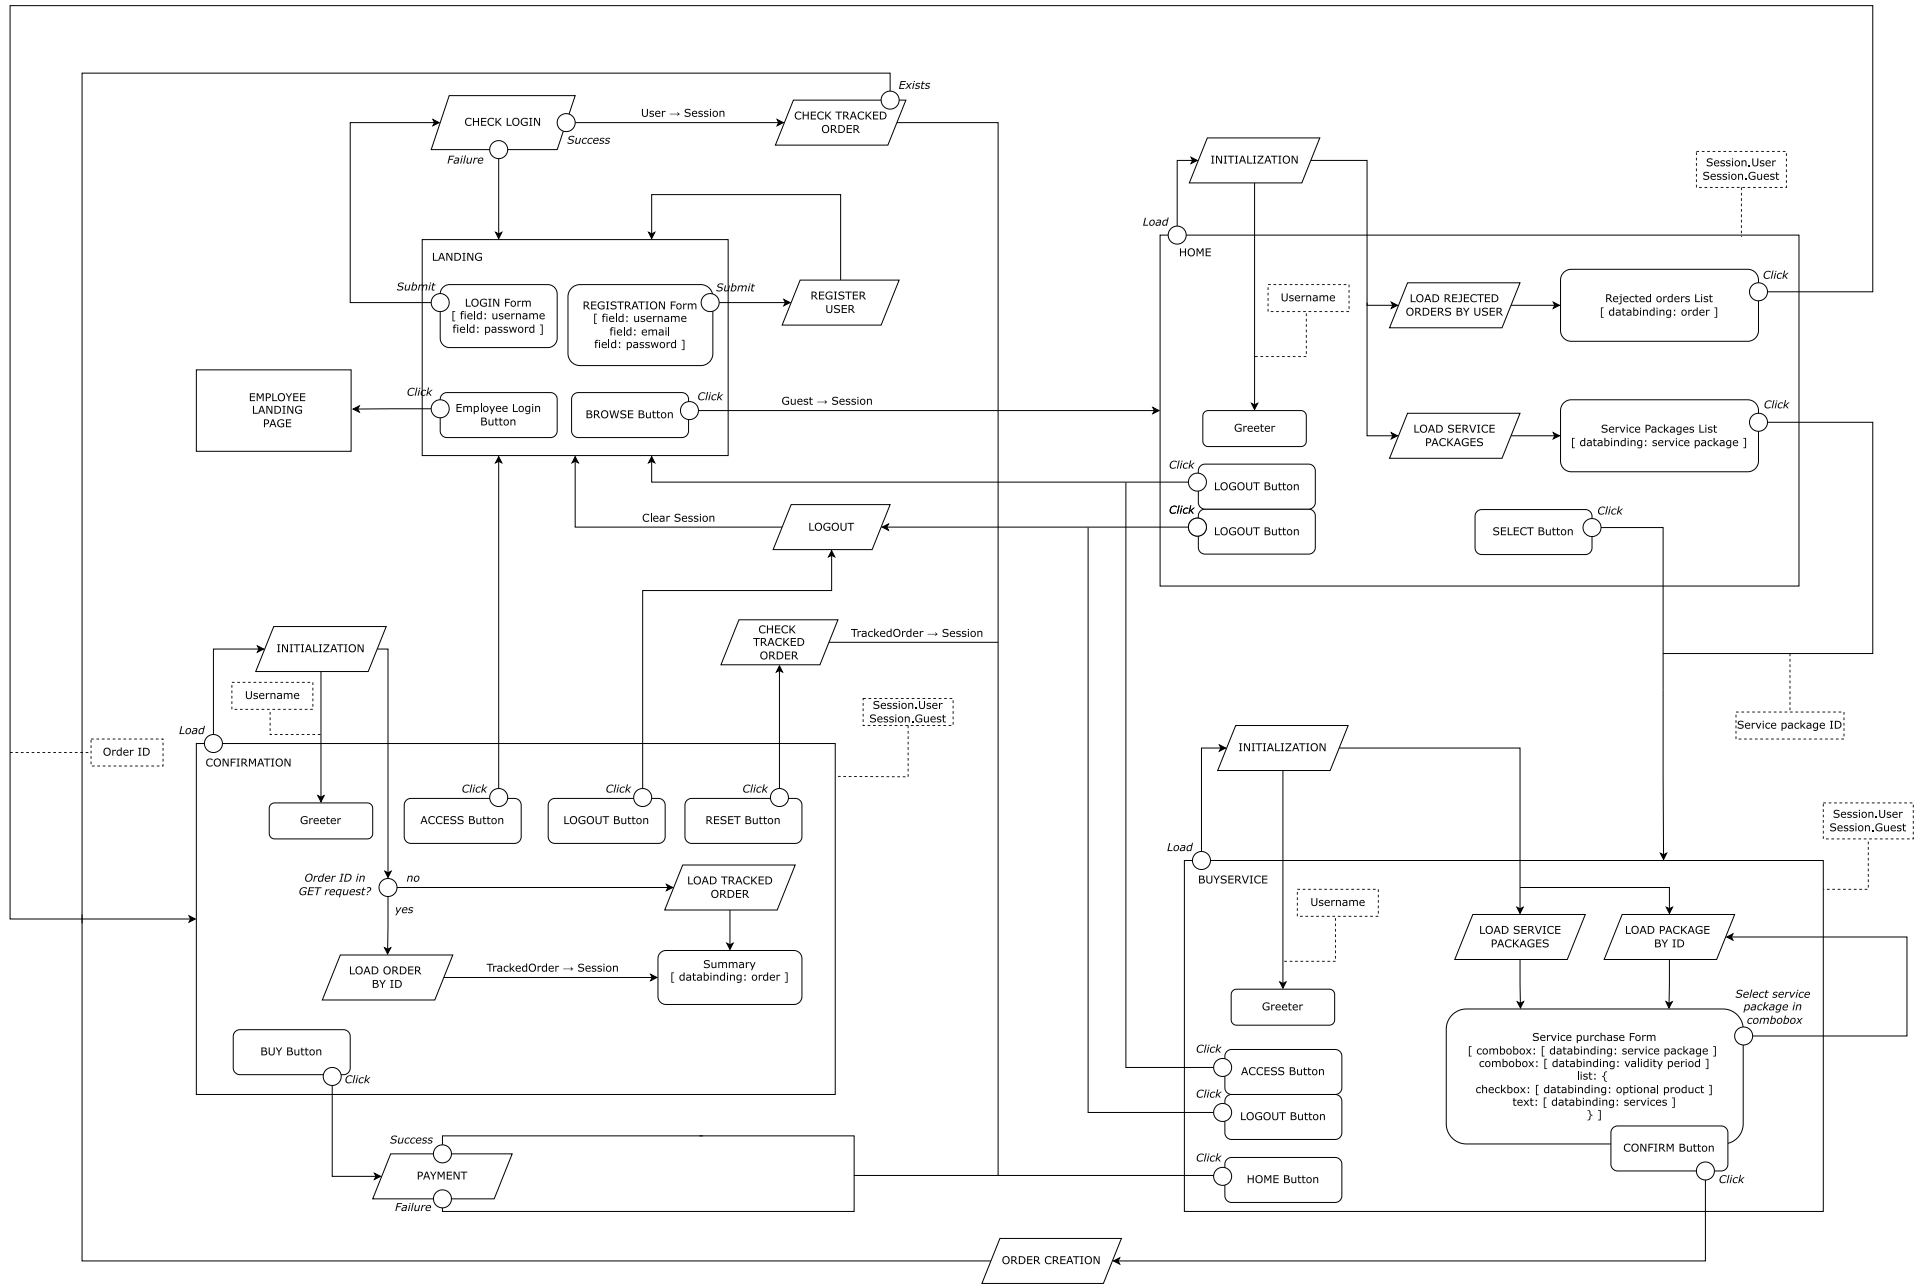 Exists
CHECK LOGIN
User → Session
CHECK TRACKED
ORDER
Success
Failure
INITIALIZATION
Session.User
Session.Guest
Load
HOME
LANDING
Submit
LOGIN Form
[ field: username
field: password ]
REGISTRATION Form
[ field: username
field: email
field: password ]
Submit
REGISTER
USER
Username
LOAD REJECTED
ORDERS BY USER
Rejected orders List
[ databinding: order ]
Click
EMPLOYEE
LANDING
PAGE
Click
Employee Login
Button
BROWSE Button
Click
Guest → Session
Greeter
LOAD SERVICE
PACKAGES
Service Packages List
[ databinding: service package ]
Click
Click
LOGOUT Button
Click
LOGOUT Button
SELECT Button
Click
Clear Session
LOGOUT
INITIALIZATION
CHECK
TRACKED
ORDER
TrackedOrder → Session
Username
Session.User
Session.Guest
Load
CONFIRMATION
Order ID
Service package ID
INITIALIZATION
Greeter
Click
ACCESS Button
Click
LOGOUT Button
Click
RESET Button
Session.User
Session.Guest
Load
BUYSERVICE
Order ID in
GET request?
no
yes
LOAD TRACKED
ORDER
Username
LOAD SERVICE
PACKAGES
LOAD PACKAGE
BY ID
LOAD ORDER
BY ID
TrackedOrder → Session
Summary
[ databinding: order ]
Greeter
Select service
package in
combobox
BUY Button
Click
Service purchase Form
[ combobox: [ databinding: service package ]
combobox: [ databinding: validity period ]
list: {
checkbox: [ databinding: optional product ]
text: [ databinding: services ]
} ]
Click
ACCESS Button
Click
LOGOUT Button
CONFIRM Button
Click
Success
PAYMENT
Failure
Click
HOME Button
ORDER CREATION